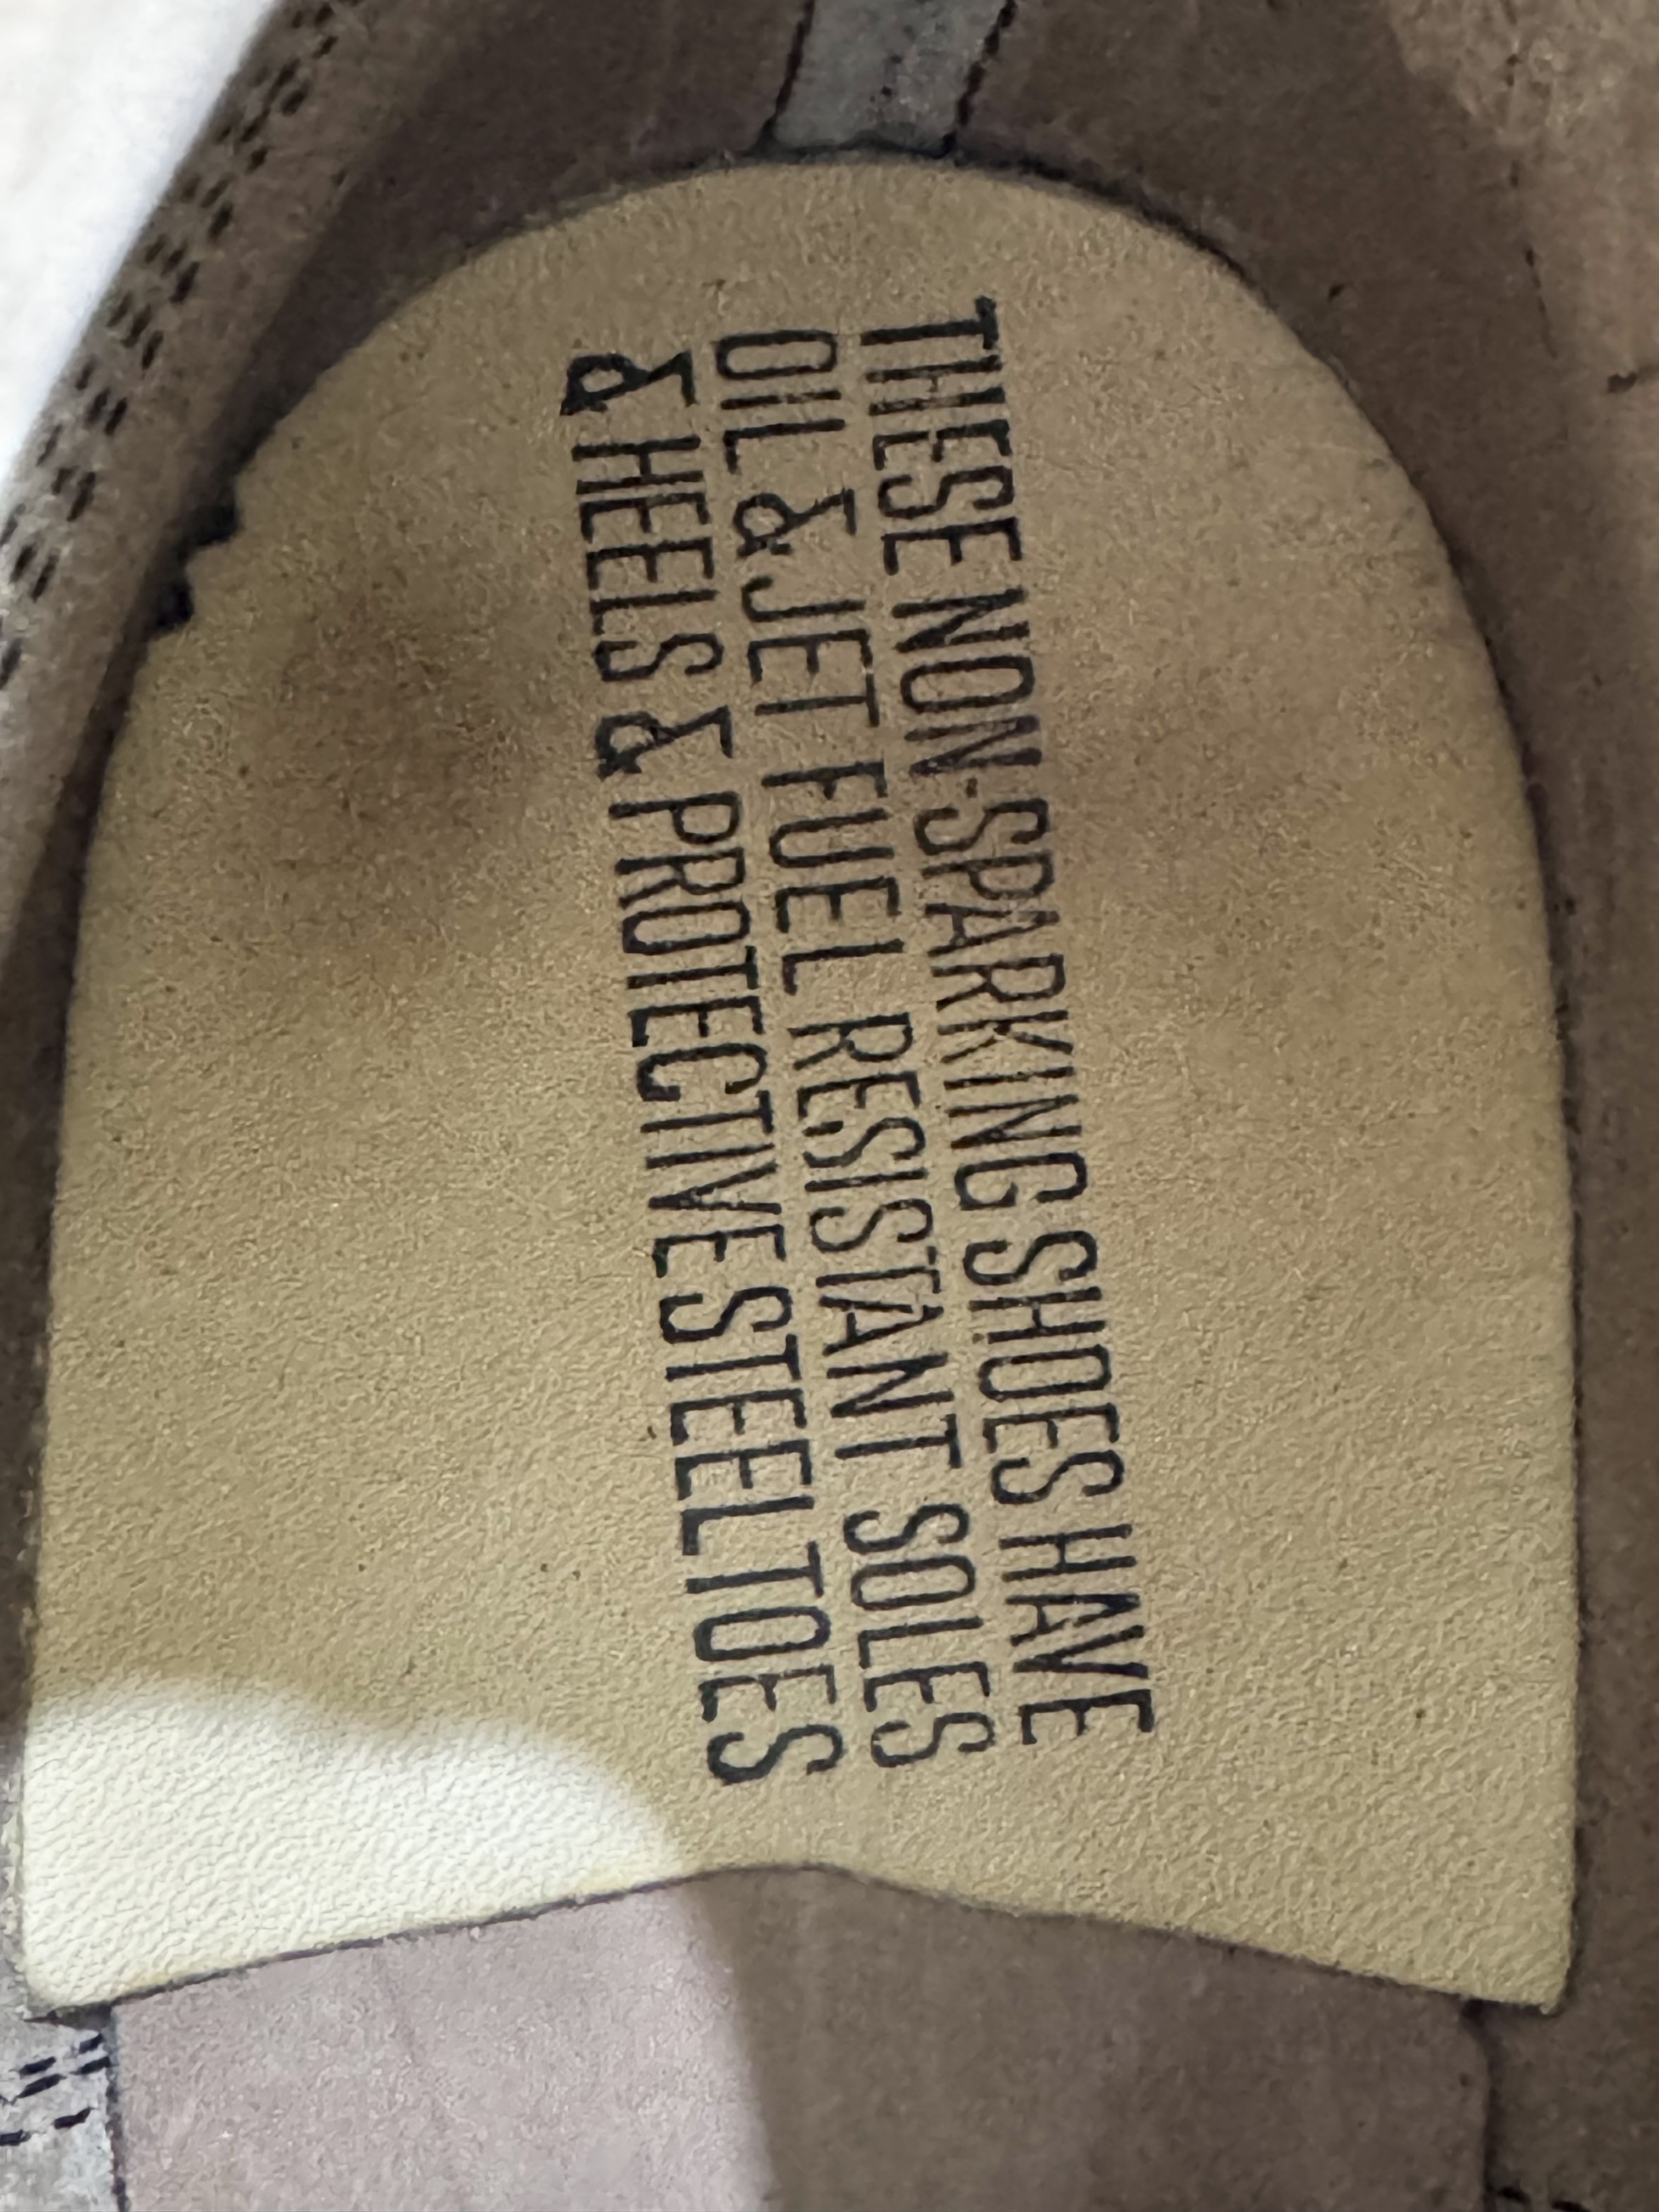 THESE NON-SPARKING SHOES HAVE
OIL & JET FUEL RESISTANT SOLES
& HEELS & PROTECTIVE STEEL TOES